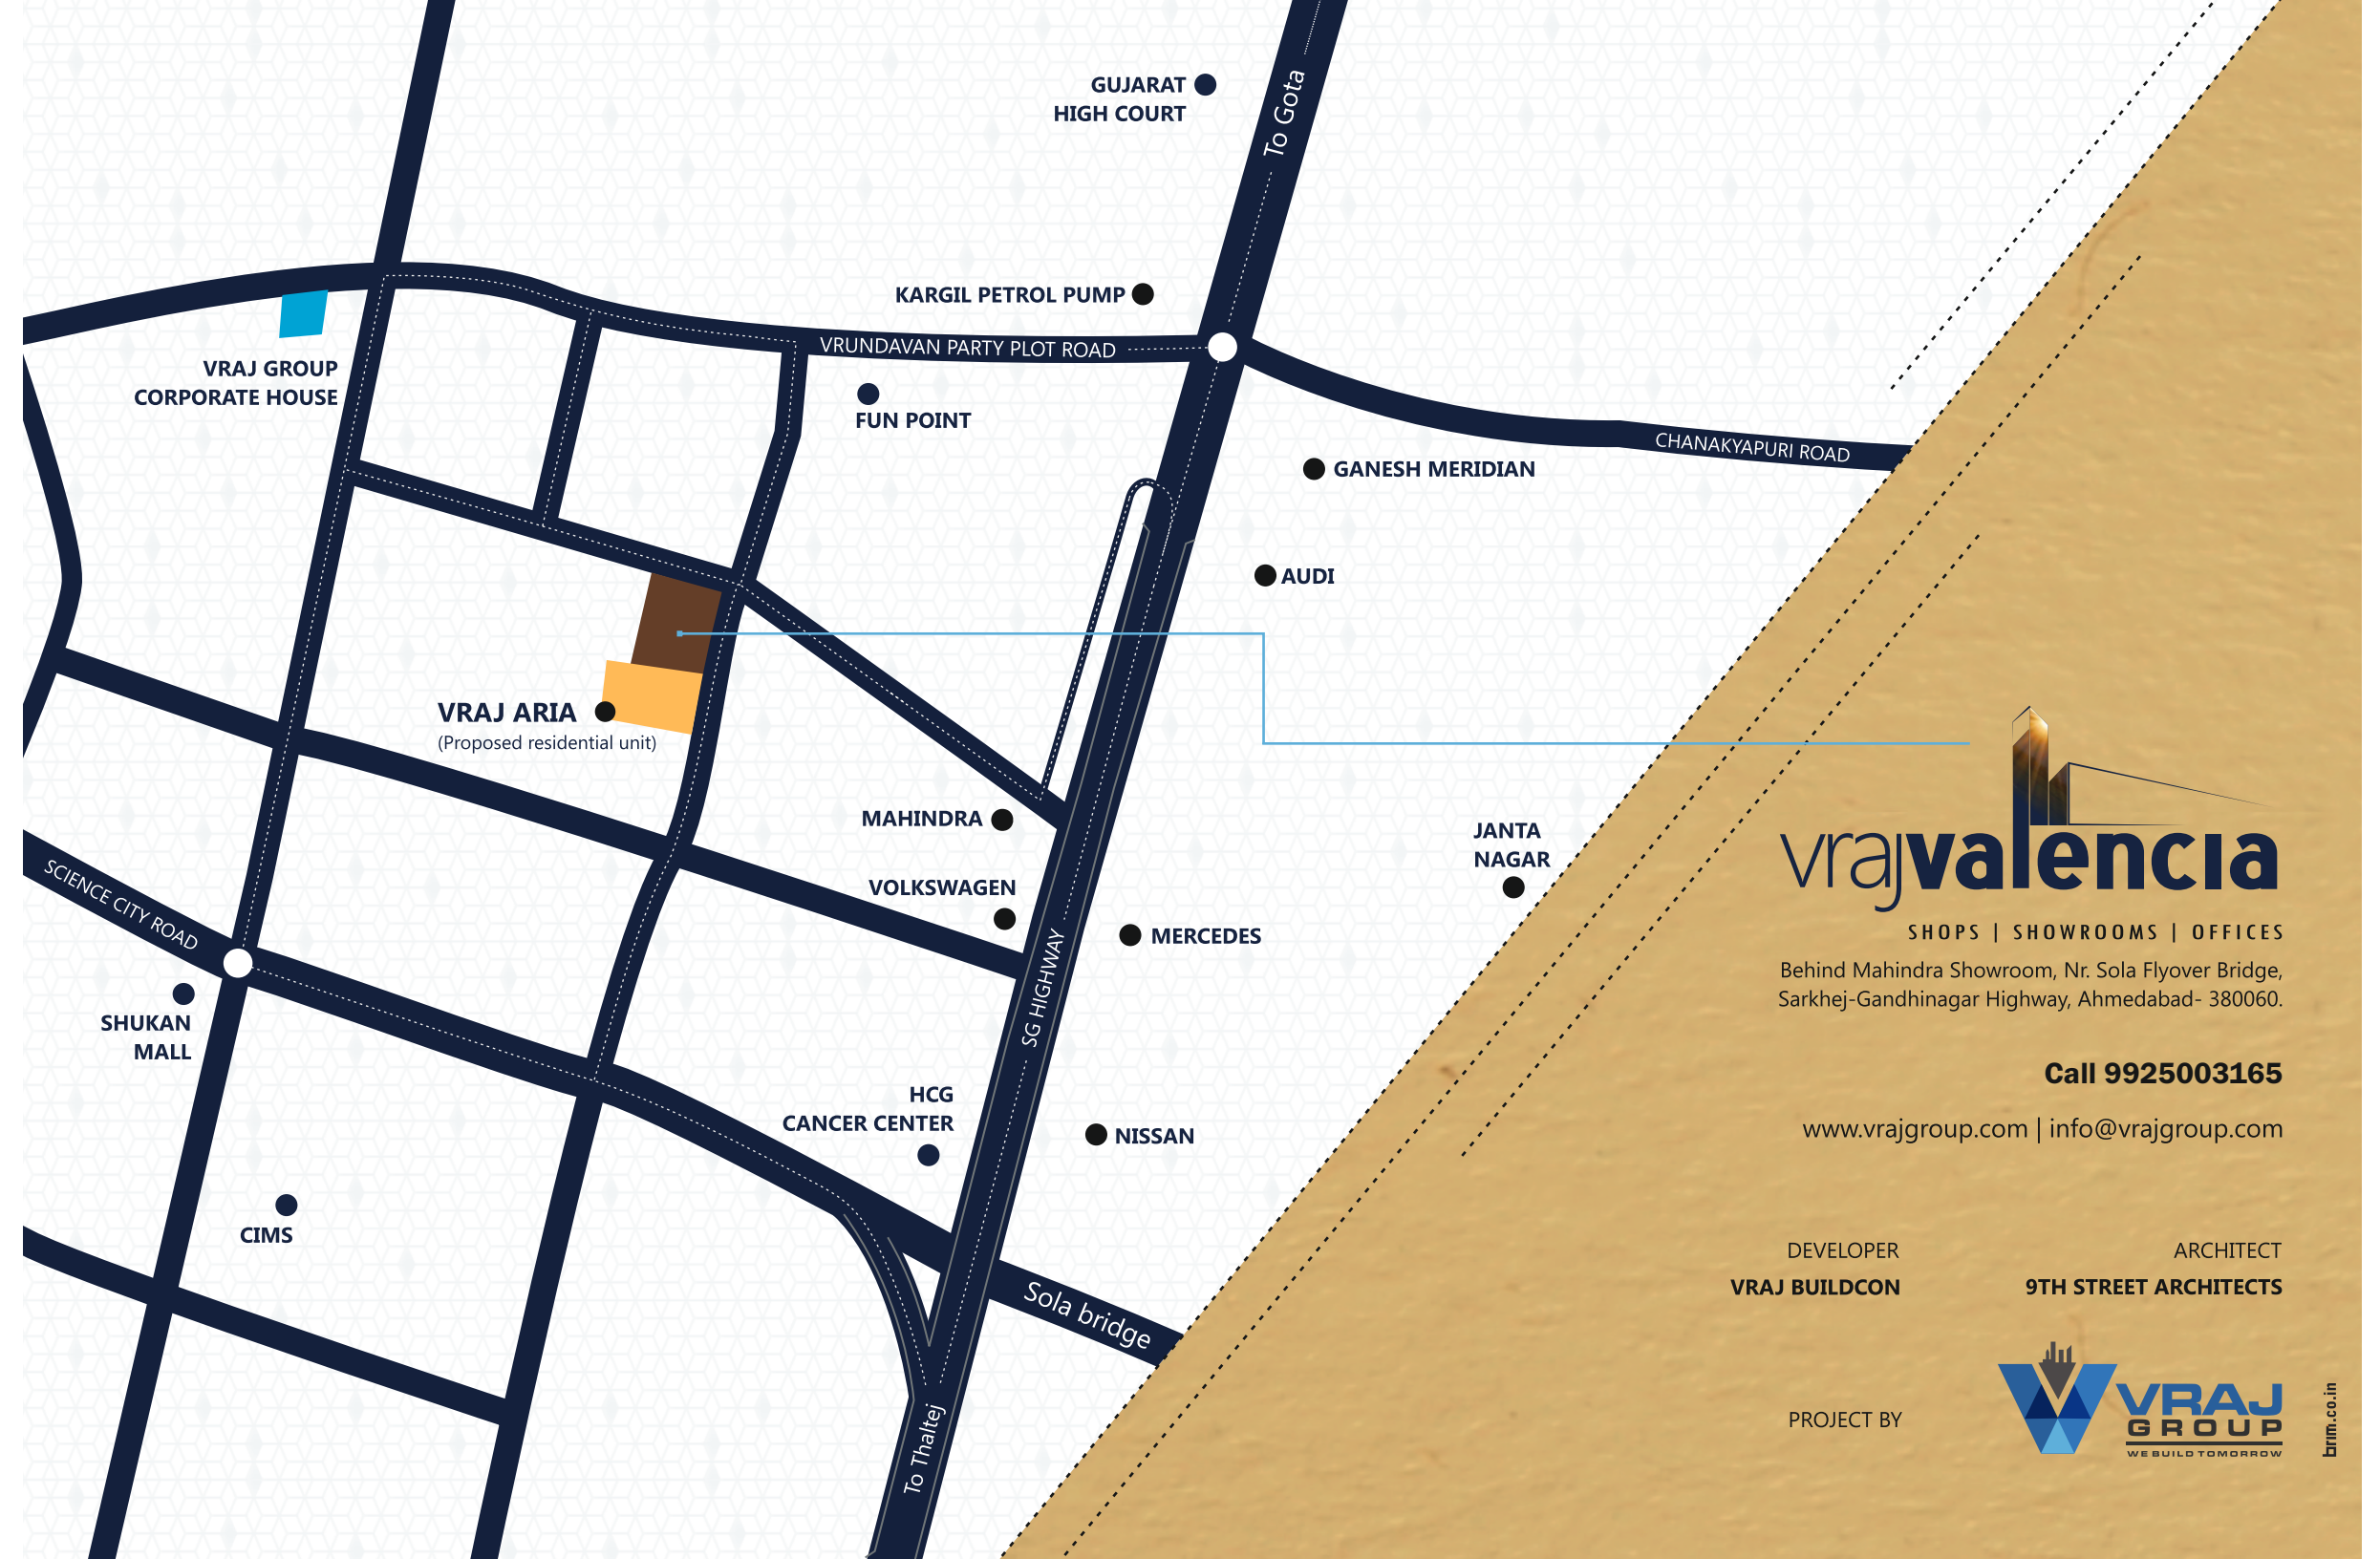 GUJARAT
HIGH COURT
To Gota
KARGIL PETROL PUMP
VRUNDAVAN PARTY PLOT ROAD
VRAJ GROUP
CORPORATE HOUSE
FUN POINT
CHANAKYAPURI ROAD
GANESH MERIDIAN
AUDI
VRAJ ARIA
(Proposed residential unit)
MAHINDRA
VOLKSWAGEN
MERCEDES
JANTA
NAGAR
SCIENCE CITY ROAD
SG HIGHWAY
SHUKAN
MALL
HCG
CANCER CENTER
NISSAN
CIMS
Sola bridge
To Thaltej
vrajvalencia
SHOPS | SHOWROOMS | OFFICES
Behind Mahindra Showroom, Nr. Sola Flyover Bridge,
Sarkhej-Gandhinagar Highway, Ahmedabad- 380060.
Call 9925003165
www.vrajgroup.com | info@vrajgroup.com
DEVELOPER
VRAJ BUILDCON
ARCHITECT
9TH STREET ARCHITECTS
PROJECT BY
VRAJ
GROUP
WE BUILD TOMORROW
brim.co.in